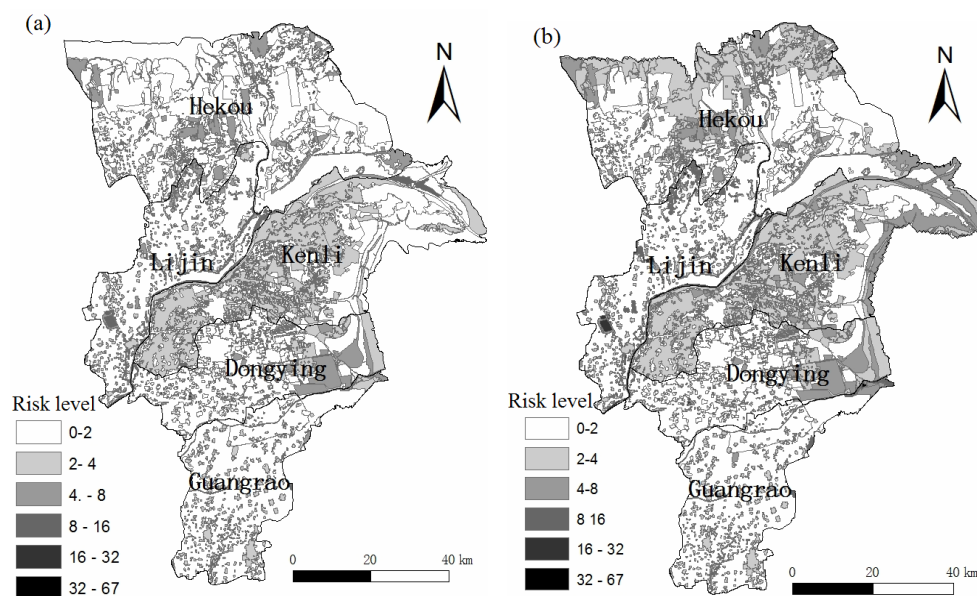 (a)
N
Hekou
Lijin
Kenli
Dongying
Guangrao
Risk level
0-2
2- 4
4. - 8
8 - 16
16 - 32
32 - 67
0 20 40 km
(b)
N
Hekou
Lijin
Kenli
Dongying
Guangrao
Risk level
0-2
2-4
4-8
8 16
16 - 32
32 - 67
0 20 40 km